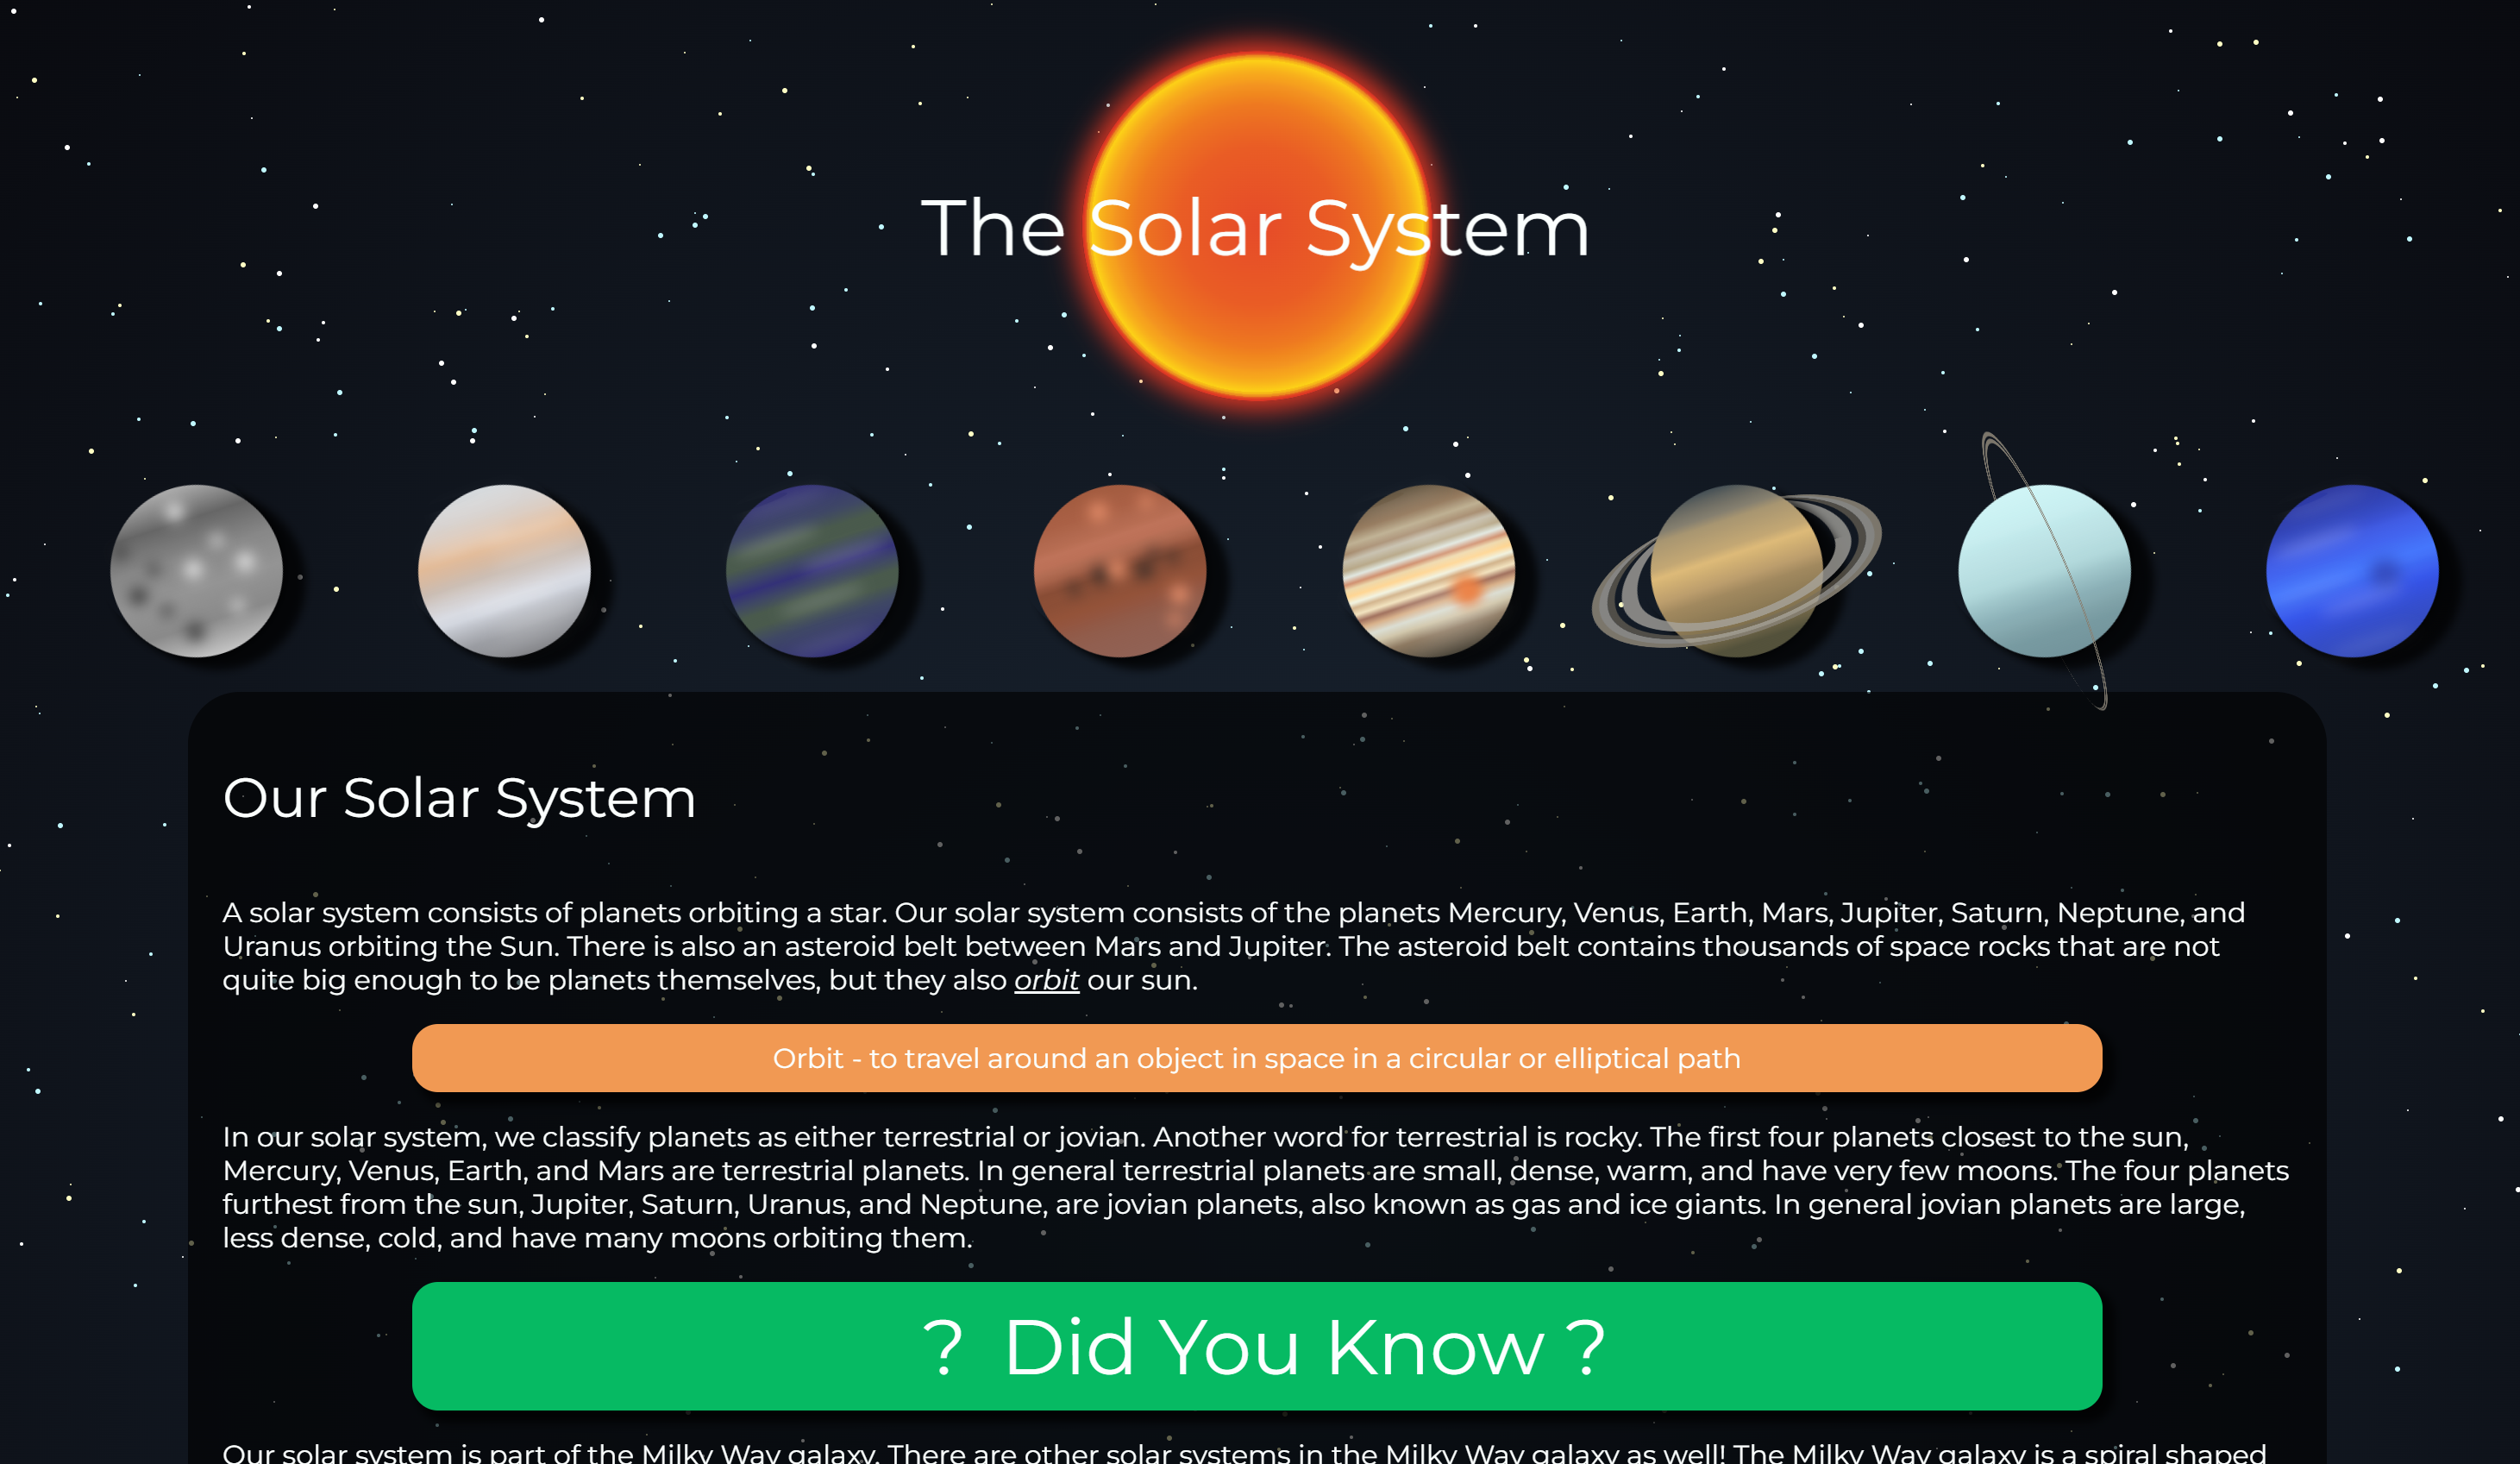 The Solar System
Our Solar System
A solar system consists of planets orbiting a star. Our solar system consists of the planets Mercury, Venus, Earth, Mars, Jupiter, Saturn, Neptune, and
Uranus orbiting the Sun. There is also an asteroid belt between Mars and Jupiter. The asteroid belt contains thousands of space rocks that are not
quite big enough to be planets themselves, but they also orbit our sun.
Orbit - to travel around an object in space in a circular or elliptical path
In our solar system, we classify planets as either terrestrial or jovian. Another word for terrestrial is rocky. The first four planets closest to the sun,
Mercury, Venus, Earth, and Mars are terrestrial planets. In general terrestrial planets are small, dense, warm, and have very few moons. The four planets
furthest from the sun, Jupiter, Saturn, Uranus, and Neptune, are jovian planets, also known as gas and ice giants. In general jovian planets are large,
less dense, cold, and have many moons orbiting them.
? Did You Know ?
Our solar system is part of the Milky Way galaxy. There are other solar systems in the Milky Way galaxy as well! The Milky Way galaxy is a spiral shaped